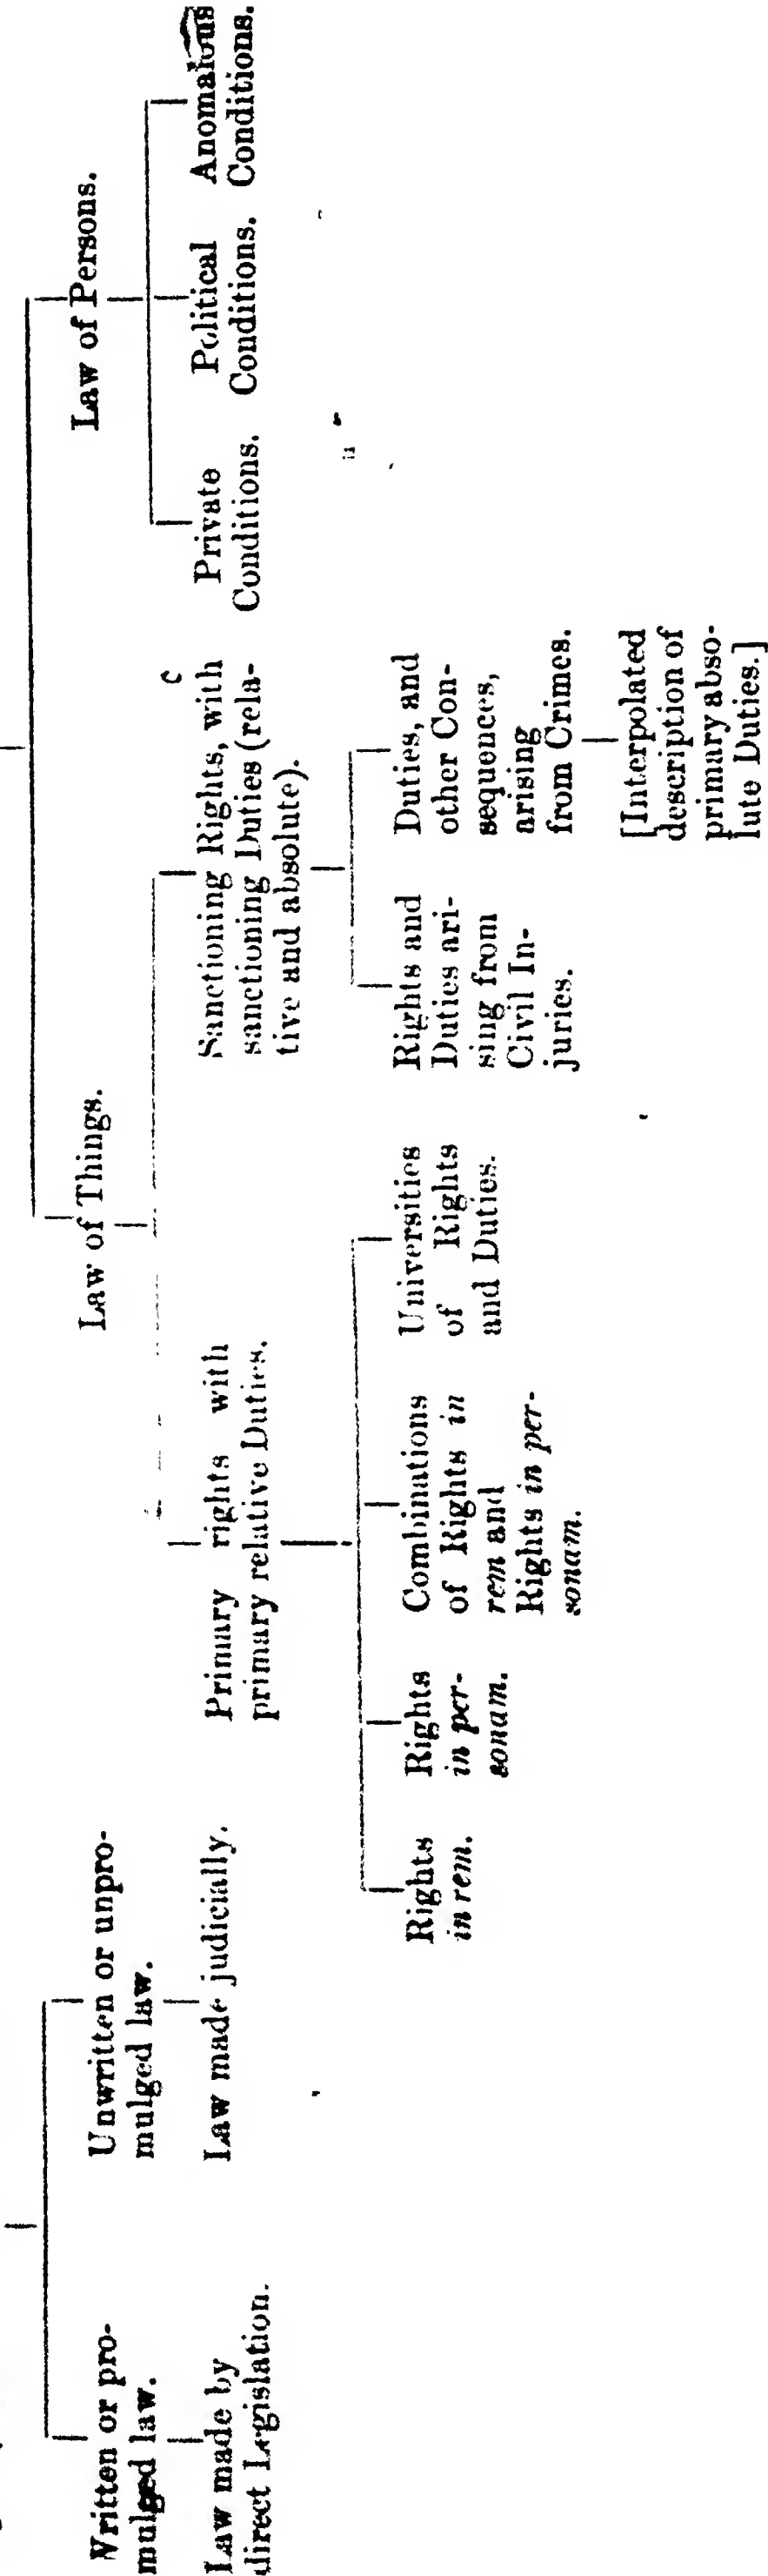 Written or pro-
mulged law.
Law made by
direct Legislation.
Unwritten or unpro-
mulged law.
Law made judicially.
Law of Things.
Primary rights with
primary relative Duties.
Rights
in rem.
Rights
in per-
sonam.
Combinations
of Rights in
rem and
Rights in per-
sonam.
Universities
of Rights
and Duties.
Sanctioning Rights, with
sanctioning Duties (rela-
tive and absolute).
Rights and
Duties ari-
sing from
Civil In-
juries.
Duties, and
other Con-
sequences,
arising
from Crimes.
[Interpolated
description of
primary abso-
lute Duties.]
Law of Persons.
Private
Conditions.
Political
Conditions.
Anomalous
Conditions.